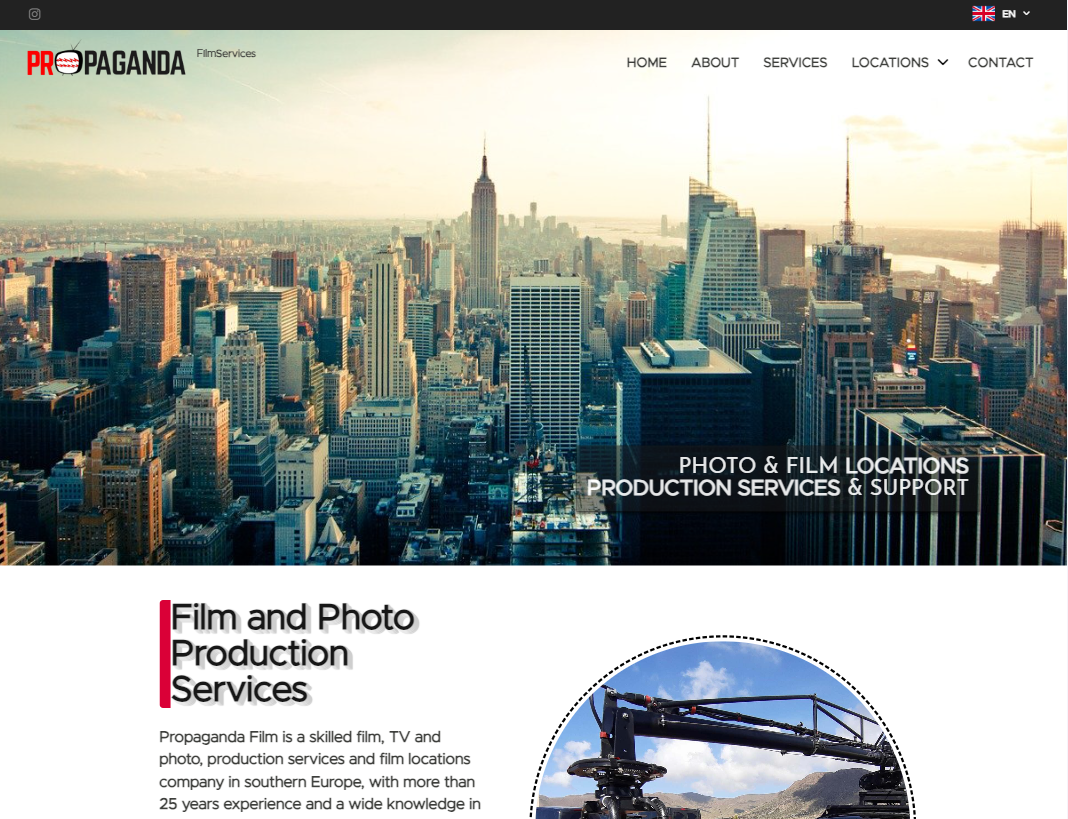 EN
PROPAGANDA FilmServices
HOME ABOUT SERVICES LOCATIONS CONTACT
PHOTO & FILM LOCATIONS
PRODUCTION SERVICES & SUPPORT
Film and Photo
Production
Services
Propaganda Film is a skilled film, TV and
photo, production services and film locations
company in southern Europe, with more than
25 years experience and a wide knowledge in